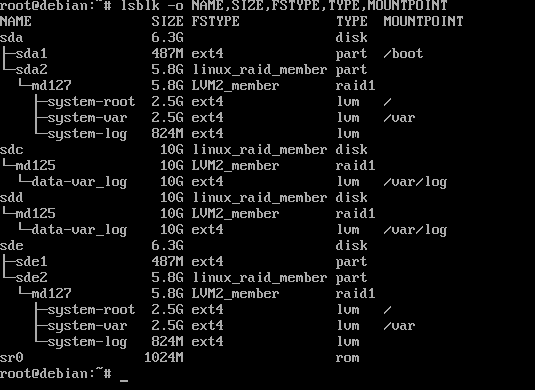 root@debian:~# lsblk -o NAME,SIZE,FSTYPE,TYPE,MOUNTPOINT
NAME                SIZE FSTYPE            TYPE  MOUNTPOINT
sda                 6.3G                   disk
├─sda1              487M ext4              part  /boot
└─sda2              5.8G linux_raid_member part
  └─md127           5.8G LVM2_member       raid1
    ├─system-root   2.5G ext4              lvm   /
    ├─system-var    2.5G ext4              lvm   /var
    └─system-log    824M ext4              lvm
sdc                  10G linux_raid_member disk
└─md125              10G LVM2_member       raid1
  └─data-var_log     10G ext4              lvm   /var/log
sdd                  10G linux_raid_member disk
└─md125              10G LVM2_member       raid1
  └─data-var_log     10G ext4              lvm   /var/log
sde                 6.3G                   disk
├─sde1              487M ext4              part
└─sde2              5.8G linux_raid_member part
  └─md127           5.8G LVM2_member       raid1
    ├─system-root   2.5G ext4              lvm   /
    ├─system-var    2.5G ext4              lvm   /var
    └─system-log    824M ext4              lvm
sr0                1024M                   rom
root@debian:~# _